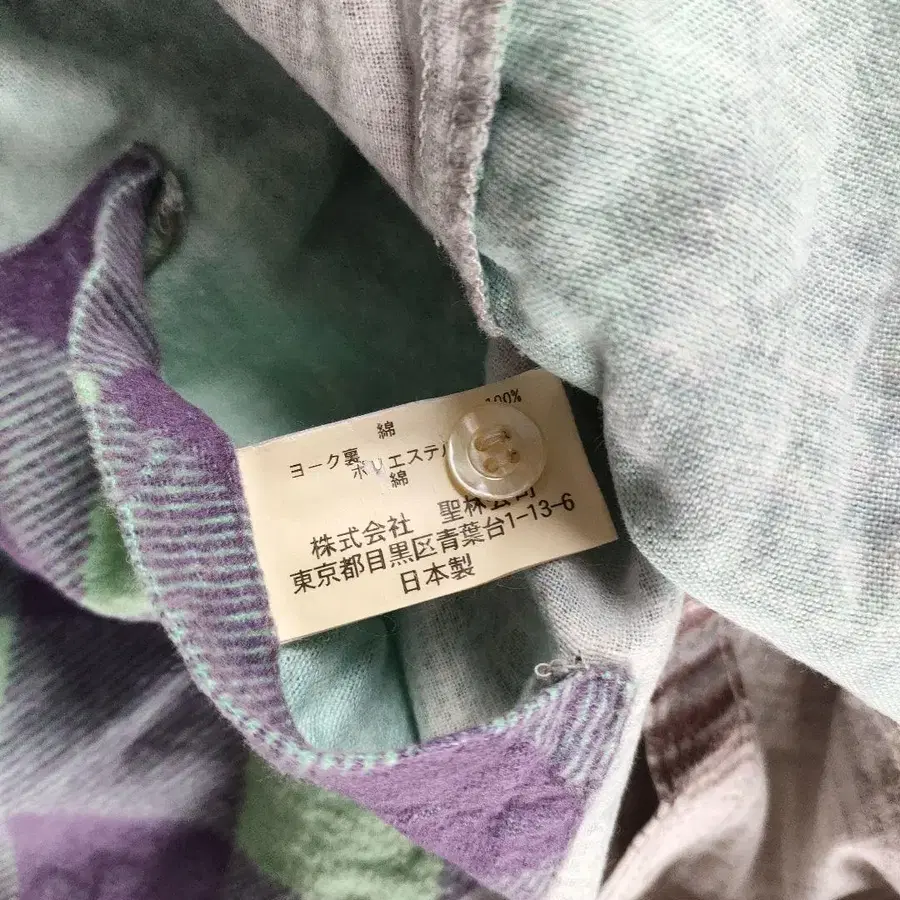 綿 100%
ヨーク裏 ポリエステル
綿
株式会社 聖林公司
東京都目黒区青葉台1-13-6
日本製